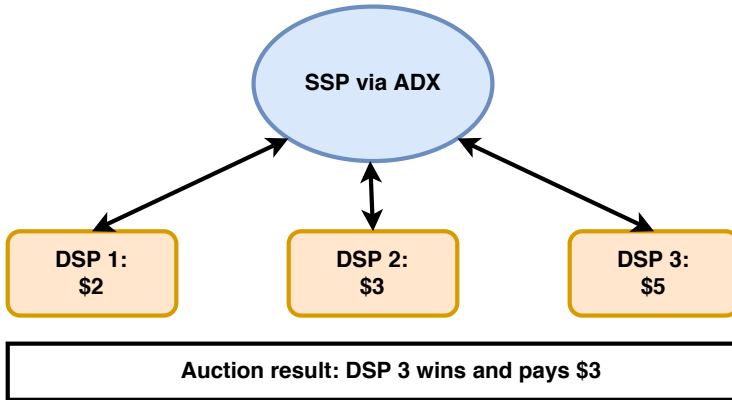 SSP via ADX
DSP 1:
$2
DSP 2:
$3
DSP 3:
$5
Auction result: DSP 3 wins and pays $3